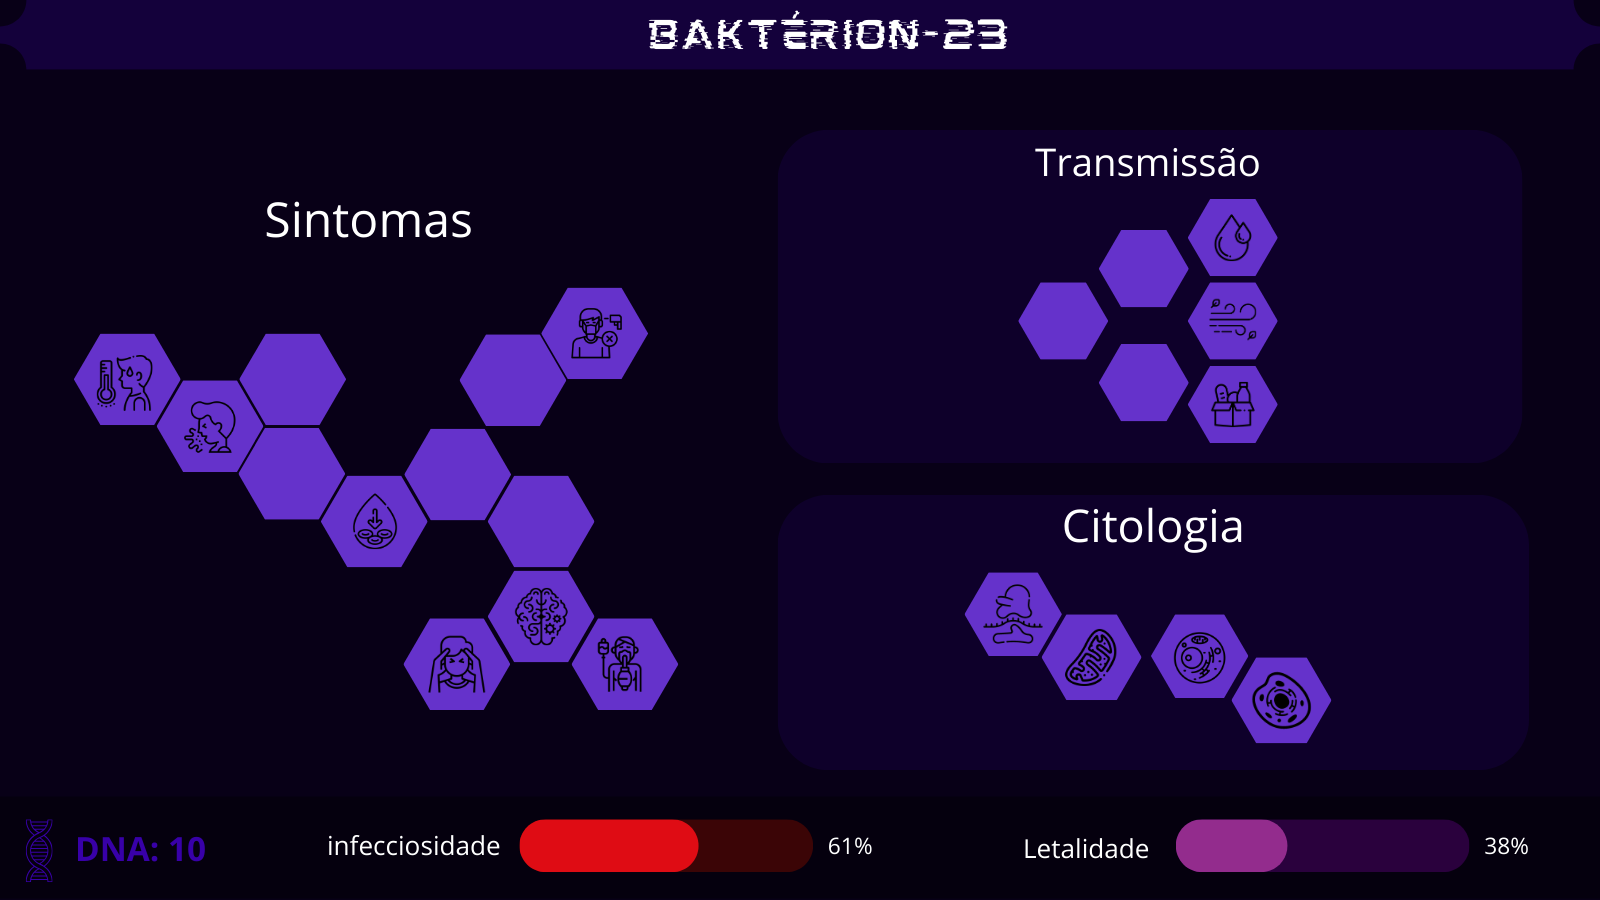 BAKTÉRION-23
Sintomas
Transmissão
Citologia
DNA: 10
infecciosidade
61%
Letalidade
38%